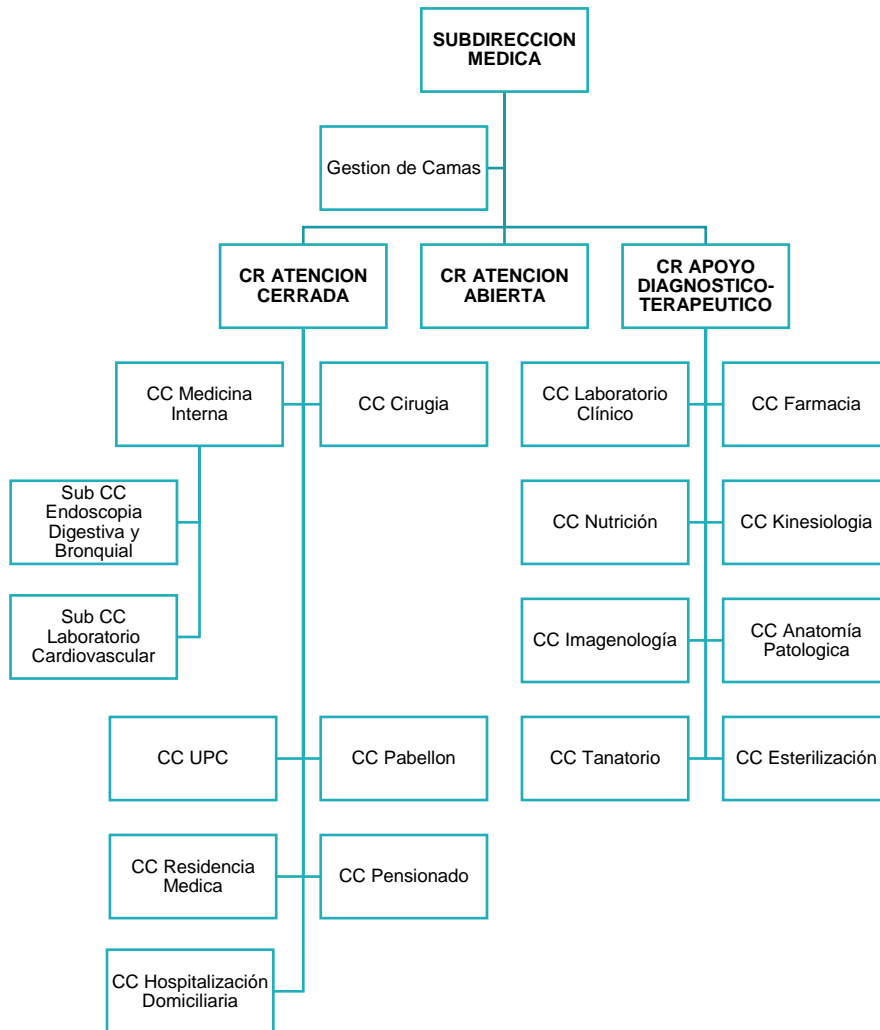 SUBDIRECCION
MEDICA
Gestion de Camas
CR ATENCION
CERRADA
CR ATENCION
ABIERTA
CR APOYO
DIAGNOSTICO-
TERAPEUTICO
CC Medicina
Interna
CC Cirugia
CC Laboratorio
Clínico
CC Farmacia
Sub CC
Endoscopia
Digestiva y
Bronquial
CC Nutrición
CC Kinesiologia
Sub CC
Laboratorio
Cardiovascular
CC Imagenología
CC Anatomía
Patologica
CC UPC
CC Pabellon
CC Tanatorio
CC Esterilización
CC Residencia
Medica
CC Pensionado
CC Hospitalización
Domiciliaria